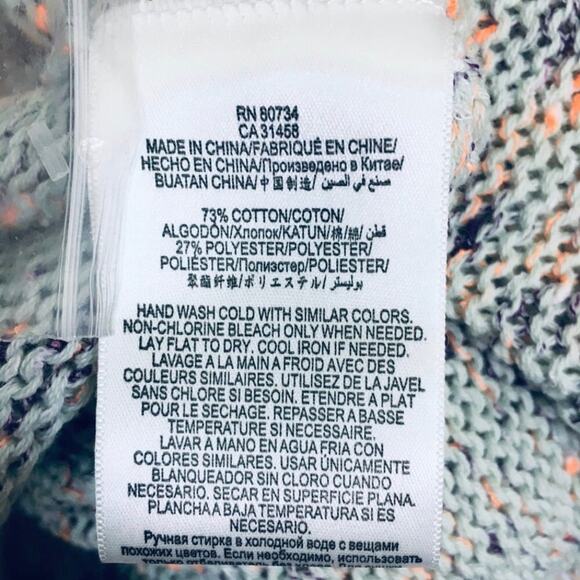 RN 80734
CA 31458
MADE IN CHINA/FABRIQUÉ EN CHINE/
HECHO EN CHINA/Произведено в Китае/
BUATAN CHINA/中国制造/صنع في الصين
73% COTTON/COTON/
ALGODÓN/Хлопок/KATUN/棉/綿/قطن
27% POLYESTER/POLYESTER/
POLIÉSTER/Полиэстер/POLIESTER/
聚酯纤维/ポリエステル/بوليستر
HAND WASH COLD WITH SIMILAR COLORS.
NON-CHLORINE BLEACH ONLY WHEN NEEDED.
LAY FLAT TO DRY. COOL IRON IF NEEDED.
LAVAGE A LA MAIN A FROID AVEC DES
COULEURS SIMILAIRES. UTILISEZ DE LA JAVEL
SANS CHLORE SI BESOIN. ETENDRE A PLAT
POUR LE SECHAGE. REPASSER A BASSE
TEMPERATURE SI NECESSAIRE.
LAVAR A MANO EN AGUA FRIA CON
COLORES SIMILARES. USAR ÚNICAMENTE
BLANQUEADOR SIN CLORO CUANDO
NECESARIO. SECAR EN SUPERFICIE PLANA.
PLANCHA A BAJA TEMPERATURA SI ES
NECESARIO.
Ручная стирка в холодной воде с вещами
похожих цветов. Если необходимо, использовать
только отбеливатель без хлора. Для сушки